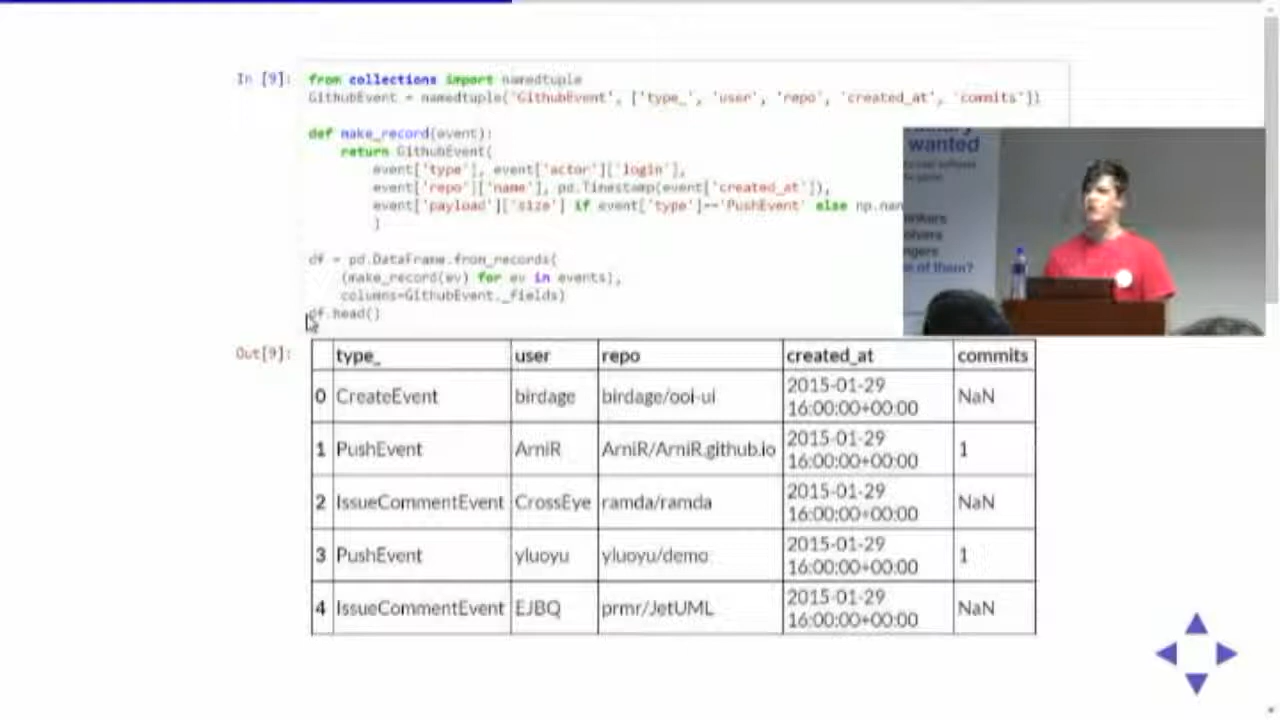 In [9]:
from collections import namedtuple
GithubEvent = namedtuple('GithubEvent', ['type_', 'user', 'repo', 'created_at', 'commits'])
def make_record(event):
return GithubEvent(
event['type'], event['actor']['login'],
event['repo']['name'], pd.Timestamp(event['created_at']),
event['payload']['size'] if event['type']=='PushEvent' else np.nan
)
df = pd.DataFrame.from_records(
(make_record(ev) for ev in events),
columns=GithubEvent._fields)
df.head()
wanted
of them?
Out[9]:
type_ user repo created_at commits
0 CreateEvent birdage birdage/ooi-ui 2015-01-29 16:00:00+00:00 NaN
1 PushEvent ArniR ArniR/ArniR.github.io 2015-01-29 16:00:00+00:00 1
2 IssueCommentEvent CrossEye ramda/ramda 2015-01-29 16:00:00+00:00 NaN
3 PushEvent yluoyu yluoyu/demo 2015-01-29 16:00:00+00:00 1
4 IssueCommentEvent EJBQ prmr/JetUML 2015-01-29 16:00:00+00:00 NaN